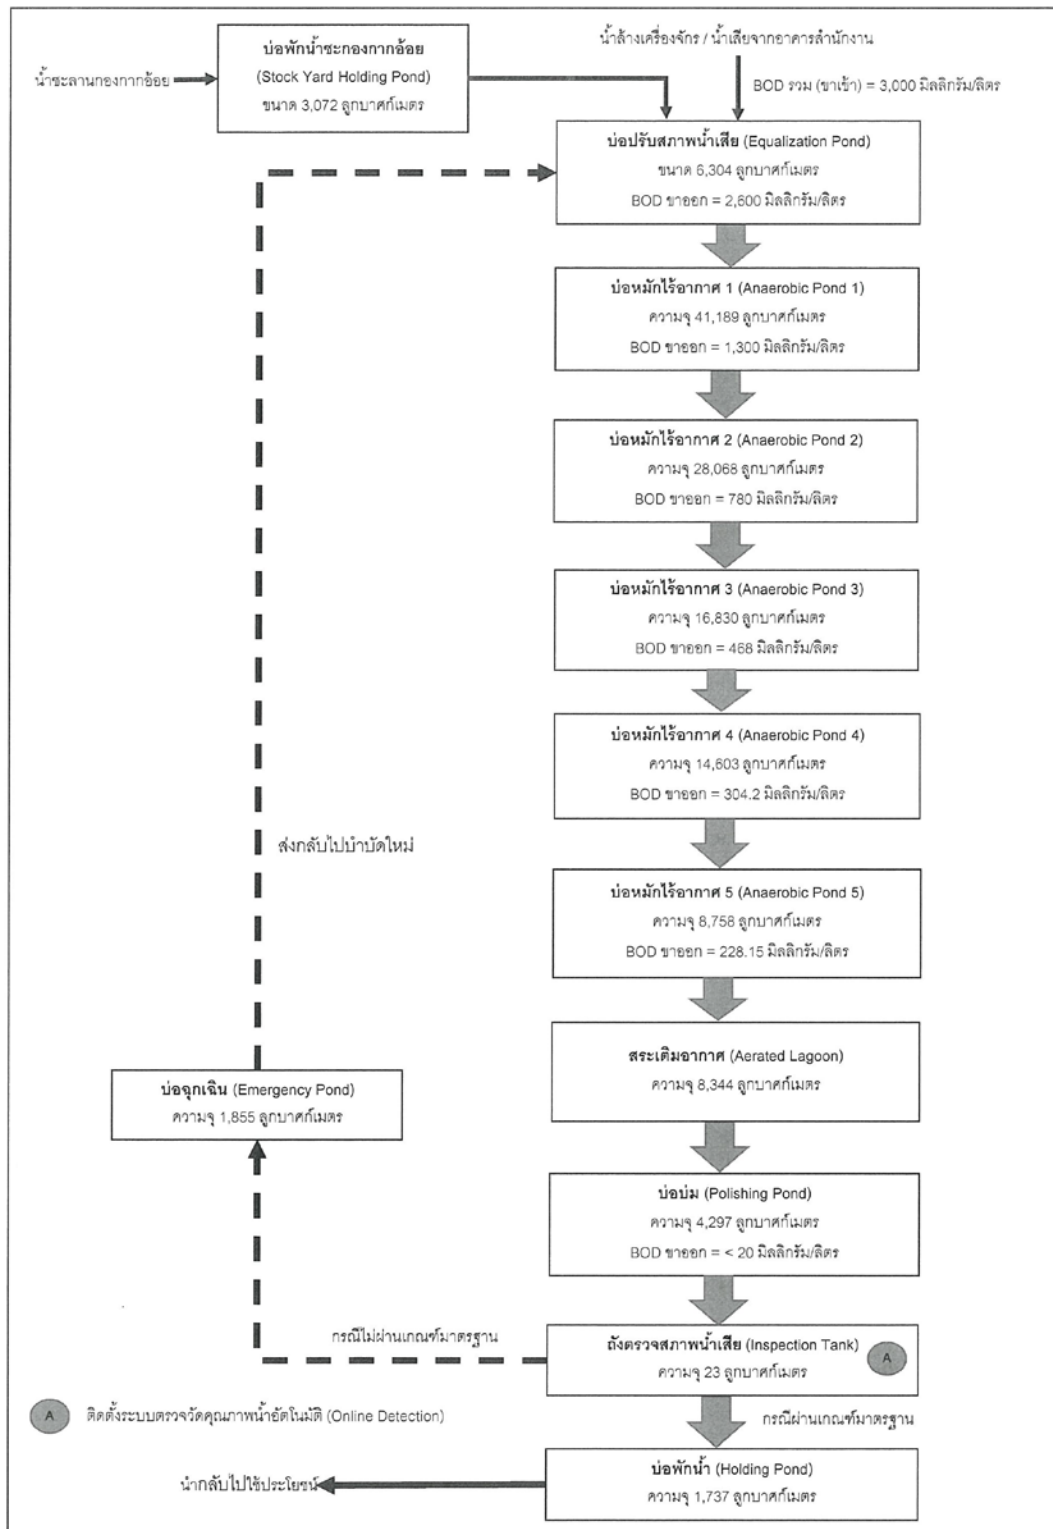 น้ำชะลานกองกากอ้อย
บ่อพักน้ำชะกองกากอ้อย
(Stock Yard Holding Pond)
ขนาด 3,072 ลูกบาศก์เมตร
น้ำล้างเครื่องจักร / น้ำเสียจากอาคารสำนักงาน
BOD รวม (ขาเข้า) = 3,000 มิลลิกรัม/ลิตร
บ่อปรับสภาพน้ำเสีย (Equalization Pond)
ขนาด 6,304 ลูกบาศก์เมตร
BOD ขาออก = 2,600 มิลลิกรัม/ลิตร
บ่อหมักไร้อากาศ 1 (Anaerobic Pond 1)
ความจุ 41,189 ลูกบาศก์เมตร
BOD ขาออก = 1,300 มิลลิกรัม/ลิตร
บ่อหมักไร้อากาศ 2 (Anaerobic Pond 2)
ความจุ 28,068 ลูกบาศก์เมตร
BOD ขาออก = 780 มิลลิกรัม/ลิตร
บ่อหมักไร้อากาศ 3 (Anaerobic Pond 3)
ความจุ 16,830 ลูกบาศก์เมตร
BOD ขาออก = 468 มิลลิกรัม/ลิตร
บ่อหมักไร้อากาศ 4 (Anaerobic Pond 4)
ความจุ 14,603 ลูกบาศก์เมตร
BOD ขาออก = 304.2 มิลลิกรัม/ลิตร
ส่งกลับไปบำบัดใหม่
บ่อหมักไร้อากาศ 5 (Anaerobic Pond 5)
ความจุ 8,758 ลูกบาศก์เมตร
BOD ขาออก = 228.15 มิลลิกรัม/ลิตร
สระเติมอากาศ (Aerated Lagoon)
ความจุ 8,344 ลูกบาศก์เมตร
บ่อฉุกเฉิน (Emergency Pond)
ความจุ 1,855 ลูกบาศก์เมตร
บ่อบ่ม (Polishing Pond)
ความจุ 4,297 ลูกบาศก์เมตร
BOD ขาออก = < 20 มิลลิกรัม/ลิตร
กรณีไม่ผ่านเกณฑ์มาตรฐาน
ถังตรวจสภาพน้ำเสีย (Inspection Tank)
ความจุ 23 ลูกบาศก์เมตร
A
A ติดตั้งระบบตรวจวัดคุณภาพน้ำอัตโนมัติ (Online Detection)
กรณีผ่านเกณฑ์มาตรฐาน
บ่อพักน้ำ (Holding Pond)
ความจุ 1,737 ลูกบาศก์เมตร
นำกลับไปใช้ประโยชน์